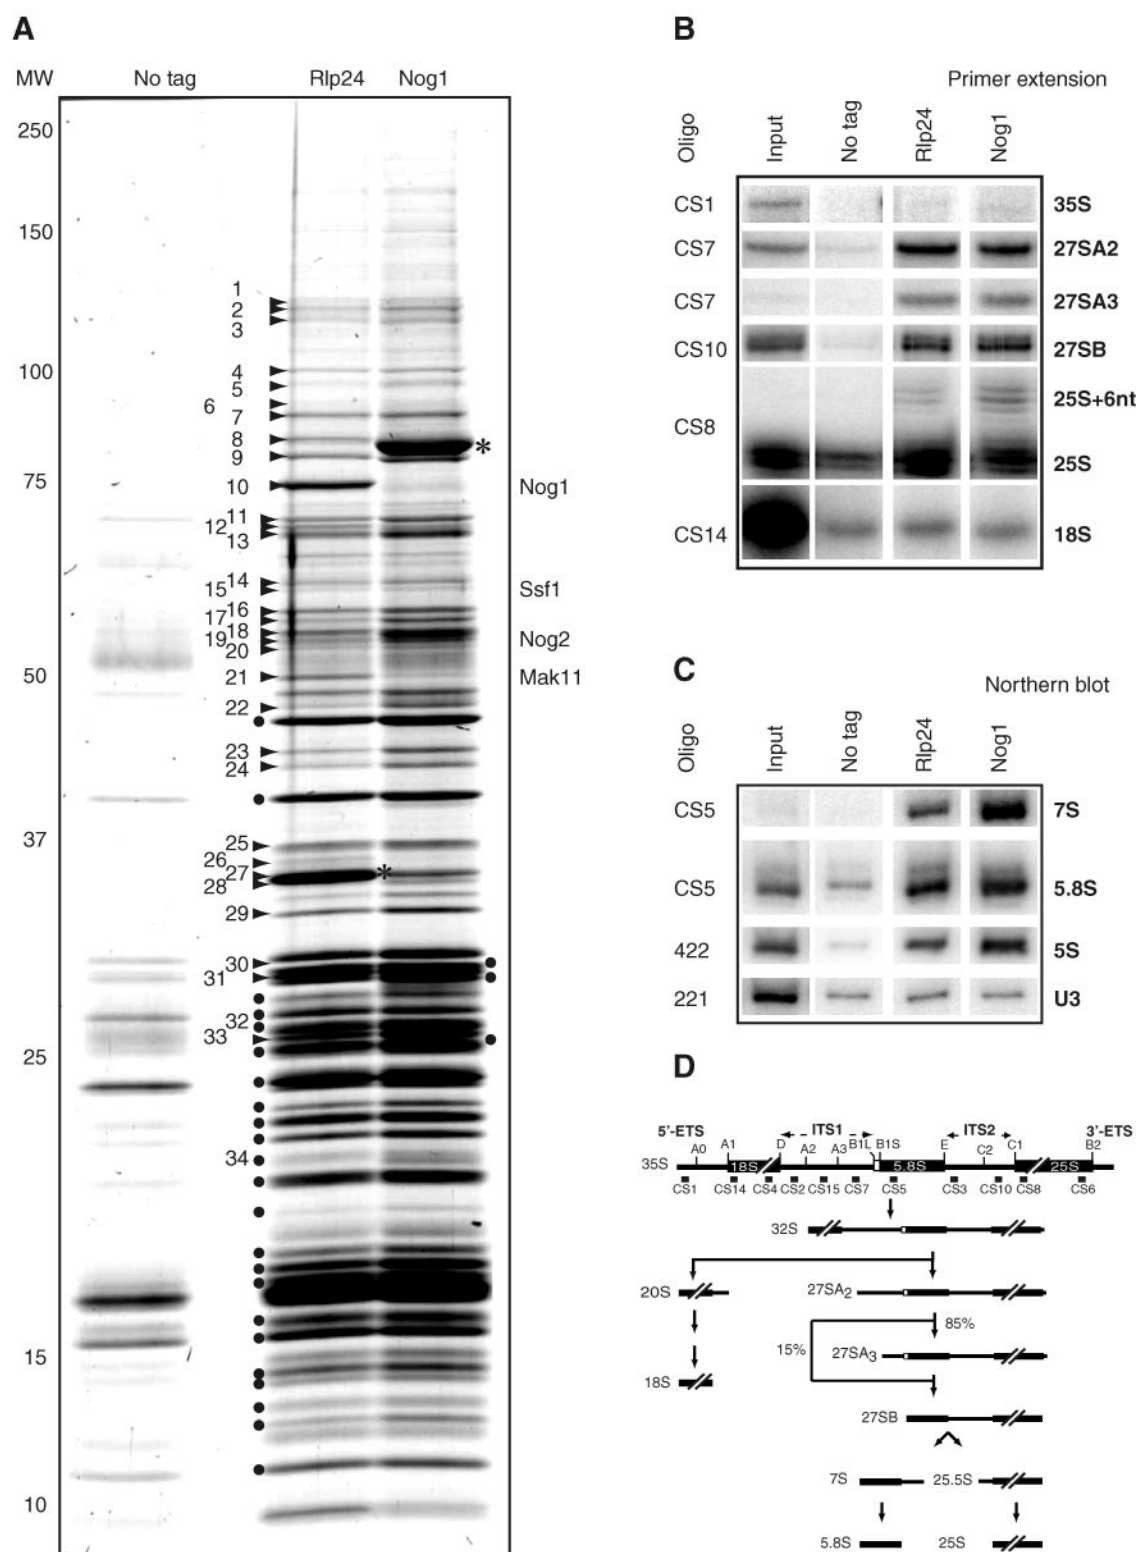 A
MW No tag Rlp24 Nog1
250
150
1
2
3
100
4
5
6
7
8
9
*
75
10
Nog1
11
12
13
14
15
Ssf1
16
17
18
19
Nog2
20
50
21
Mak11
22
23
24
37
25
26
27
*
28
29
30
31
32
33
25
34
15
10
B
Primer extension
Oligo Input No tag Rlp24 Nog1
CS1 35S
CS7 27SA2
CS7 27SA3
CS10 27SB
25S+6nt
CS8
25S
CS14 18S
C
Northern blot
Oligo Input No tag Rlp24 Nog1
CS5 7S
CS5 5.8S
422 5S
221 U3
D
5'-ETS ITS1 ITS2 3'-ETS
A0 A1 D A2 A3 B1L B1S E C2 C1 B2
35S 18S 5.8S 25S
CS1 CS14 CS4 CS2 CS15 CS7 CS5 CS3 CS10 CS8 CS6
32S
20S 27SA2
85%
15% 27SA3
18S
27SB
7S 25.5S
5.8S 25S